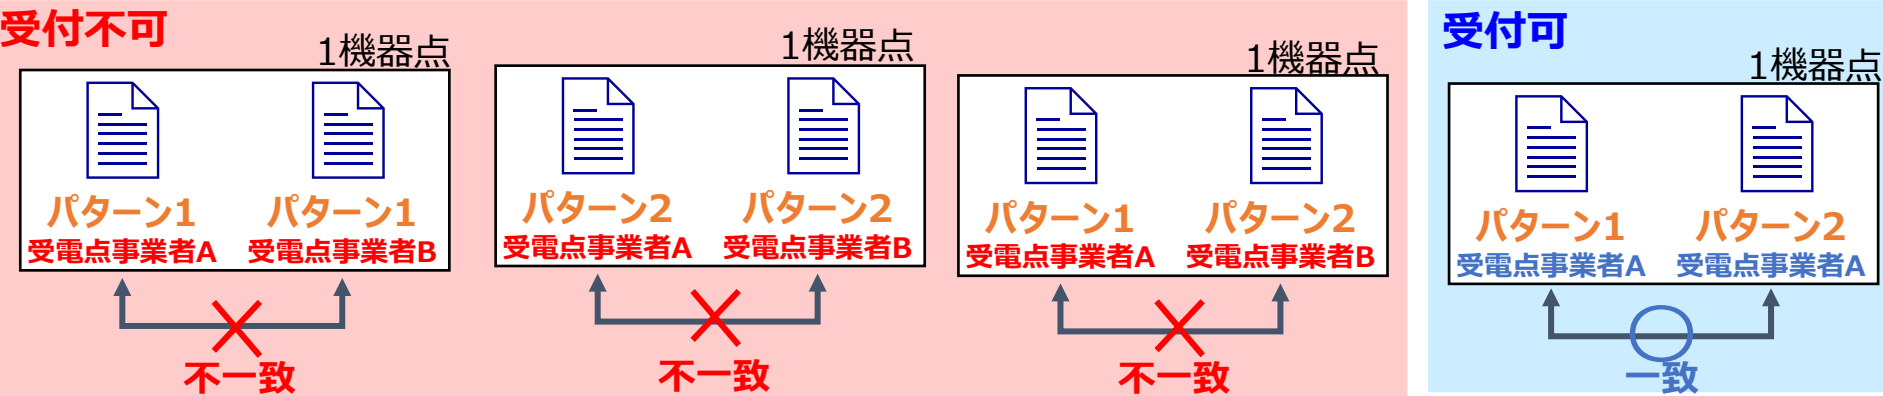 受付不可
1機器点
パターン1 パターン1
受電点事業者A 受電点事業者B
不一致
1機器点
パターン2 パターン2
受電点事業者A 受電点事業者B
不一致
1機器点
パターン1 パターン2
受電点事業者A 受電点事業者B
不一致
受付可
1機器点
パターン1 パターン2
受電点事業者A 受電点事業者A
一致